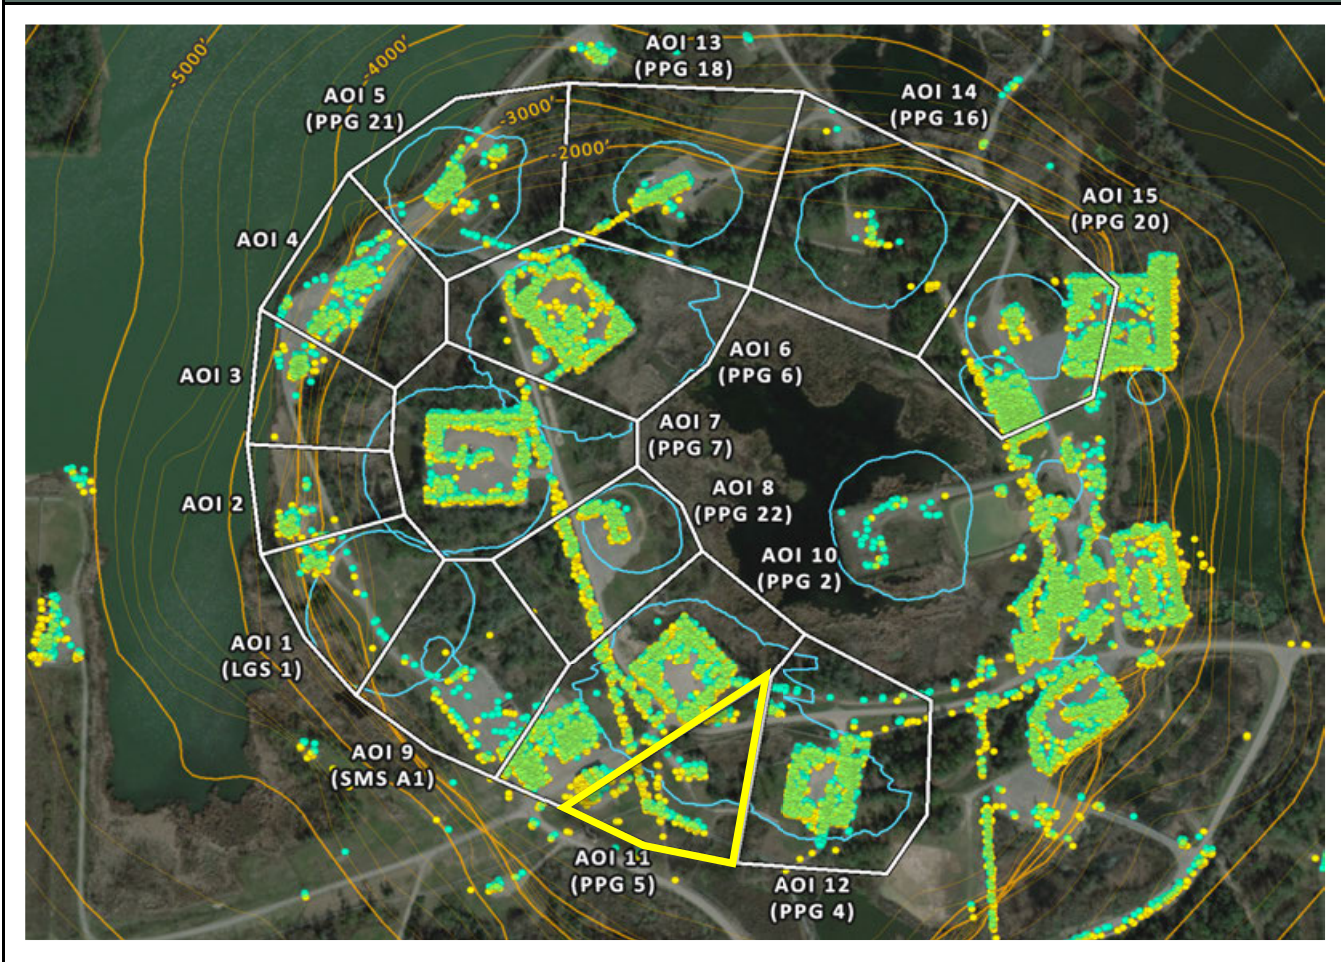 -5000'
-4000'
AOI 13
(PPG 18)
AOI 5
(PPG 21)
AOI 14
(PPG 16)
-3000'
-2000'
AOI 15
(PPG 20)
AOI 4
AOI 3
AOI 6
(PPG 6)
AOI 7
(PPG 7)
AOI 2
AOI 8
(PPG 22)
AOI 10
(PPG 2)
AOI 1
(LGS 1)
AOI 9
(SMS A1)
AOI 11
(PPG 5)
AOI 12
(PPG 4)